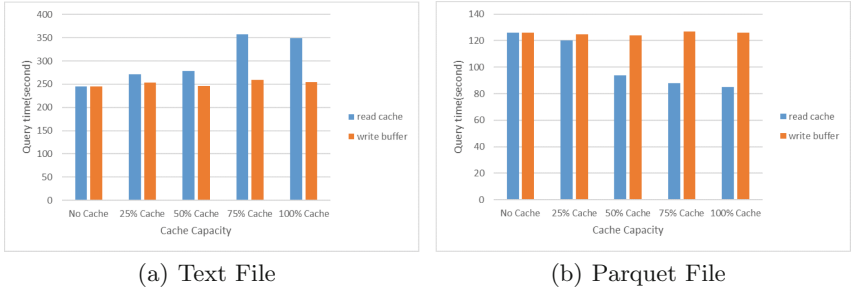 400
350
300
250
200
150
100
50
0
Query time(second)
No Cache 25% Cache 50% Cache 75% Cache 100% Cache
Cache Capacity
read cache
write buffer
(a) Text File
140
120
100
80
60
40
20
0
Query time(second)
No Cache 25% Cache 50% Cache 75% Cache 100% Cache
Cache Capacity
read cache
write buffer
(b) Parquet File